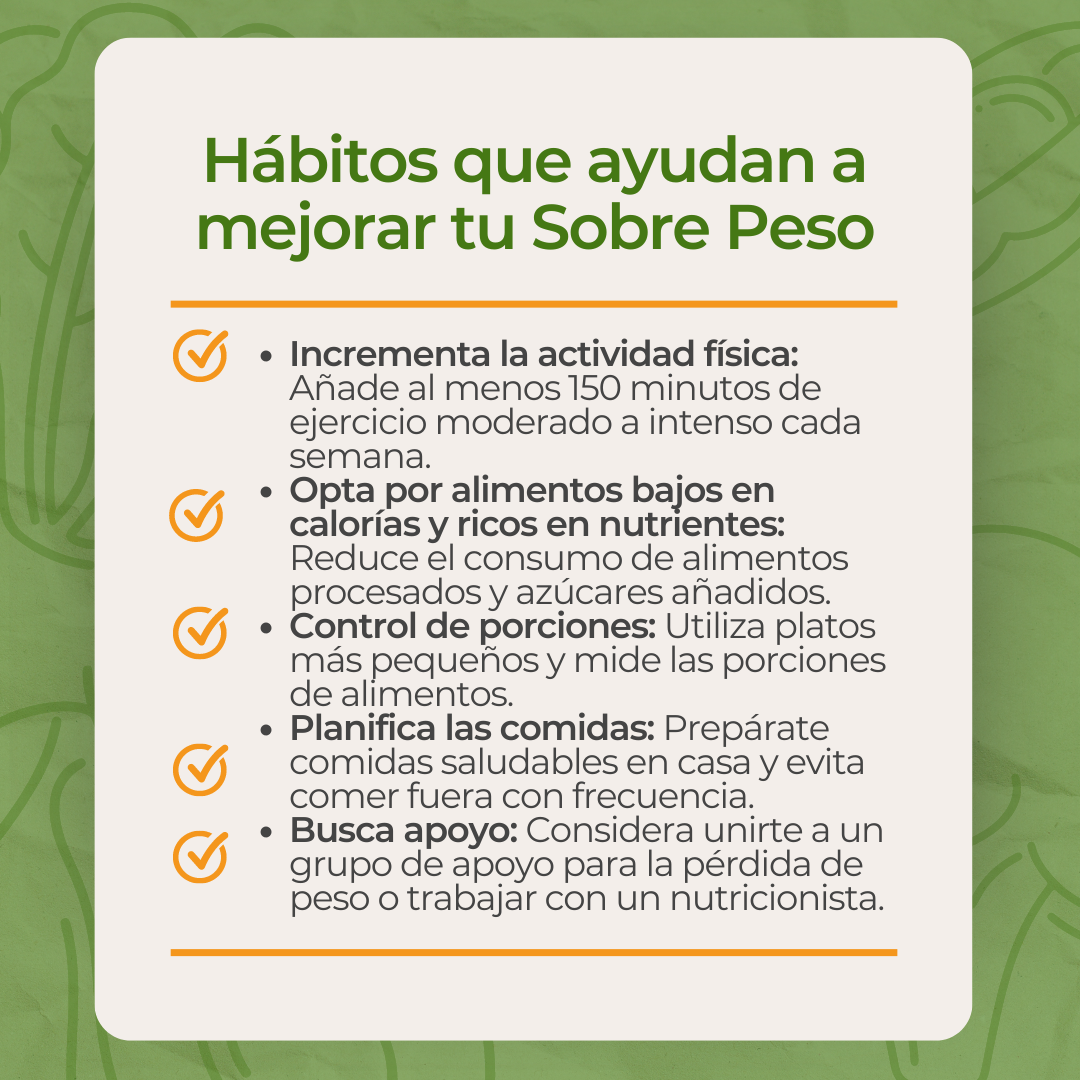 Hábitos que ayudan a
mejorar tu Sobre Peso
• Incrementa la actividad física:
Añade al menos 150 minutos de
ejercicio moderado a intenso cada
semana.
• Opta por alimentos bajos en
calorías y ricos en nutrientes:
Reduce el consumo de alimentos
procesados y azúcares añadidos.
• Control de porciones: Utiliza platos
más pequeños y mide las porciones
de alimentos.
• Planifica las comidas: Prepárate
comidas saludables en casa y evita
comer fuera con frecuencia.
• Busca apoyo: Considera unirte a un
grupo de apoyo para la pérdida de
peso o trabajar con un nutricionista.